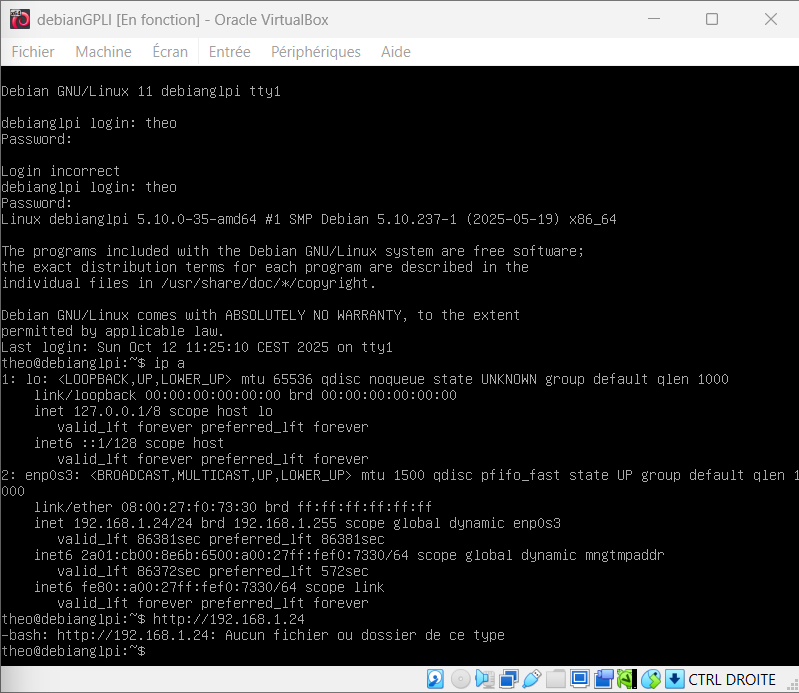 debianGPLI [En fonction] - Oracle VirtualBox
Fichier Machine Écran Entrée Périphériques Aide
Debian GNU/Linux 11 debianglpi tty1
debianglpi login: theo
Password:
Login incorrect
debianglpi login: theo
Password:
Linux debianglpi 5.10.0-35-amd64 #1 SMP Debian 5.10.237-1 (2025-05-19) x86_64
The programs included with the Debian GNU/Linux system are free software;
the exact distribution terms for each program are described in the
individual files in /usr/share/doc/*/copyright.
Debian GNU/Linux comes with ABSOLUTELY NO WARRANTY, to the extent
permitted by applicable law.
Last login: Sun Oct 12 11:25:10 CEST 2025 on tty1
theo@debianglpi:~$ ip a
1: lo: <LOOPBACK,UP,LOWER_UP> mtu 65536 qdisc noqueue state UNKNOWN group default qlen 1000
    link/loopback 00:00:00:00:00:00 brd 00:00:00:00:00:00
    inet 127.0.0.1/8 scope host lo
       valid_lft forever preferred_lft forever
    inet6 ::1/128 scope host
       valid_lft forever preferred_lft forever
2: enp0s3: <BROADCAST,MULTICAST,UP,LOWER_UP> mtu 1500 qdisc pfifo_fast state UP group default qlen 1
000
    link/ether 08:00:27:f0:73:30 brd ff:ff:ff:ff:ff:ff
    inet 192.168.1.24/24 brd 192.168.1.255 scope global dynamic enp0s3
       valid_lft 86381sec preferred_lft 86381sec
    inet6 2a01:cb00:8e6b:6500:a00:27ff:fef0:7330/64 scope global dynamic mngtmpaddr
       valid_lft 86372sec preferred_lft 572sec
    inet6 fe80::a00:27ff:fef0:7330/64 scope link
       valid_lft forever preferred_lft forever
theo@debianglpi:~$ http://192.168.1.24
-bash: http://192.168.1.24: Aucun fichier ou dossier de ce type
theo@debianglpi:~$
CTRL DROITE